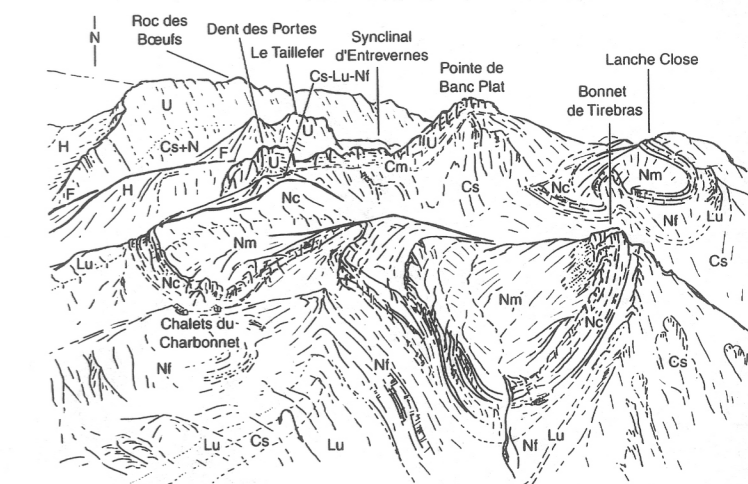 N
Roc des
Bœufs
Dent des Portes
Le Taillefer
Synclinal
d'Entrevernes
Cs-Lu-Nf
Pointe de
Banc Plat
Lanche Close
Bonnet
de Tirebras
U
U
U
U
H
Cs+N
F
Cm
H
F
Cs
Nc
Nm
Nc
Nf
Lu
Cs
Nm
Lu
Nc
Nm
Nc
Chalets du
Charbonnet
Nf
Nf
Cs
Lu
Cs
Lu
Nf
Lu